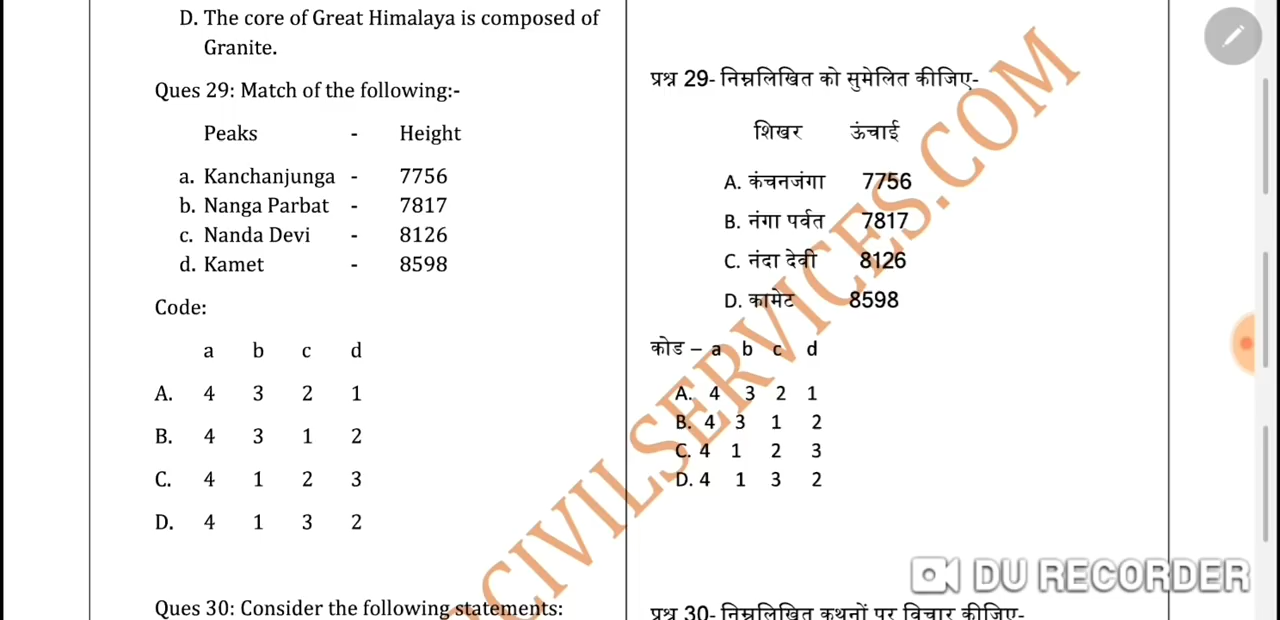 D. The core of Great Himalaya is composed of
Granite.
Ques 29: Match of the following:-
Peaks - Height
a. Kanchanjunga - 7756
b. Nanga Parbat - 7817
c. Nanda Devi - 8126
d. Kamet - 8598
Code:
a b c d
A. 4 3 2 1
B. 4 3 1 2
C. 4 1 2 3
D. 4 1 3 2
Ques 30: Consider the following statements:
प्रश्न 29- निम्नलिखित को सुमेलित कीजिए-
शिखर ऊंचाई
A. कंचनजंगा 7756
B. नंगा पर्वत 7817
C. नंदा देवी 8126
D. कामेट 8598
कोड – a b c d
A. 4 3 2 1
B. 4 3 1 2
C. 4 1 2 3
D. 4 1 3 2
प्रश्न 30- निम्नलिखित कथनों पर विचार कीजिए-
CIVILSERVICES.COM
DU RECORDER